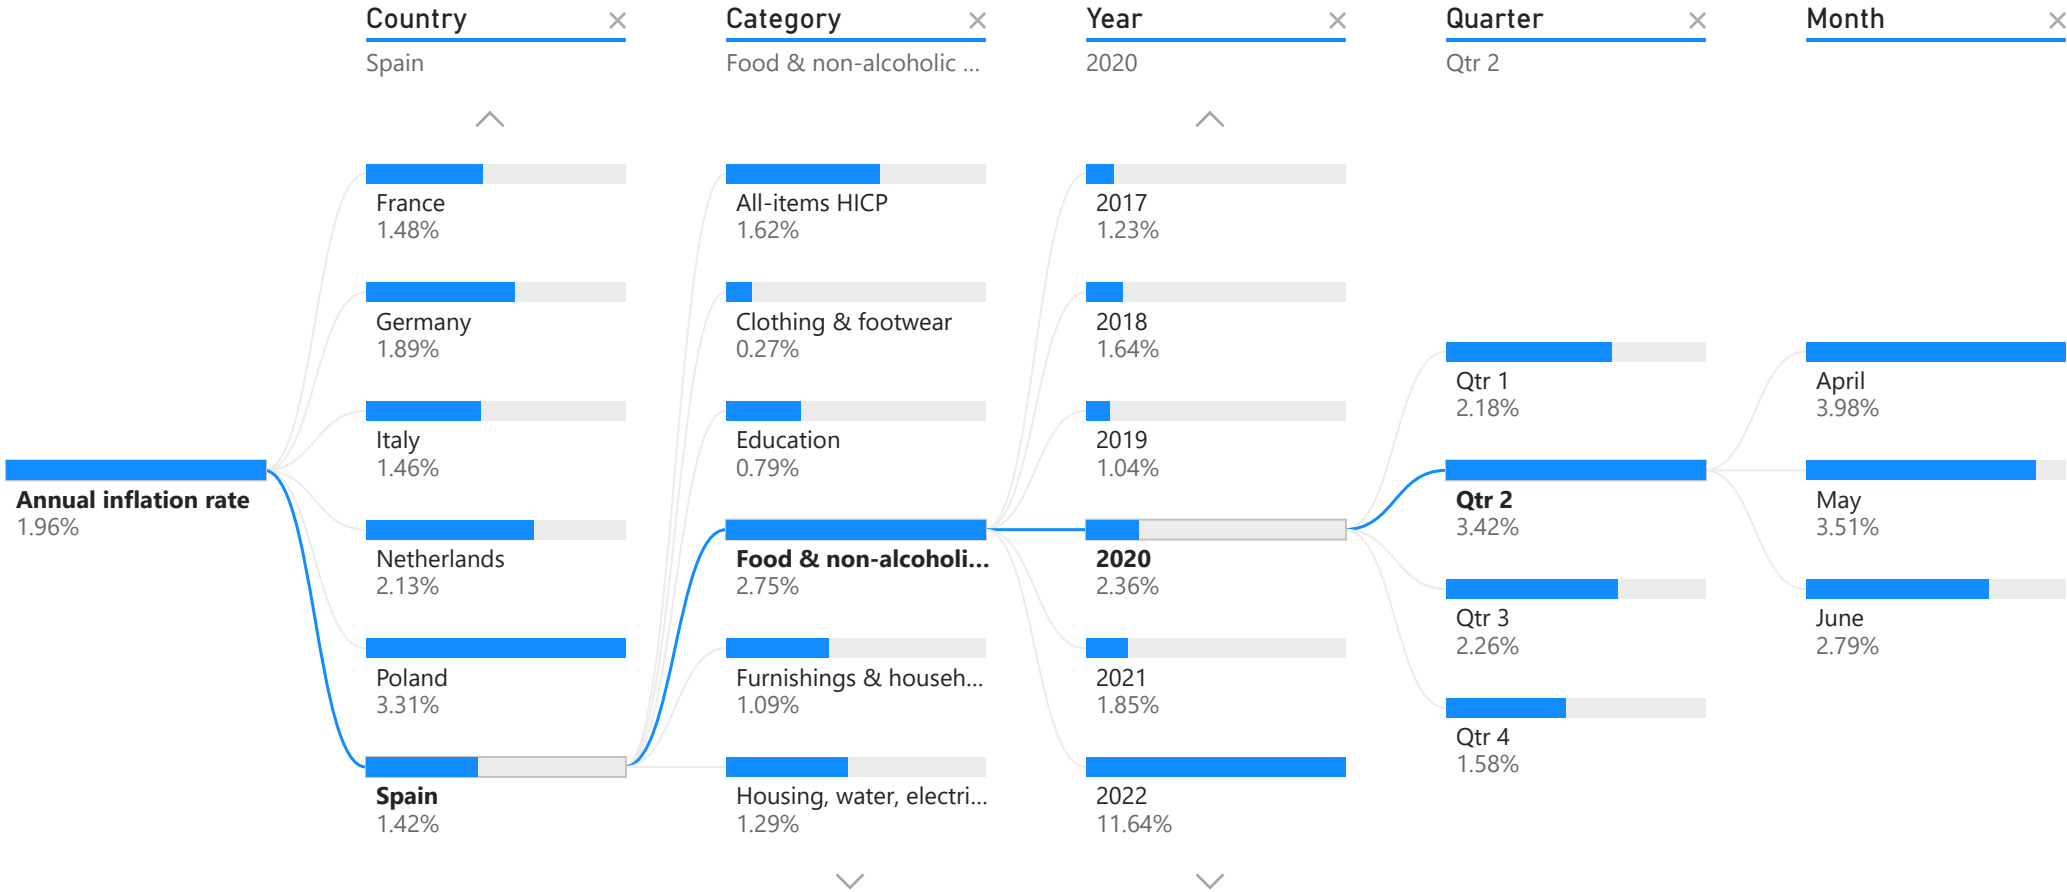 Country
Category
Year
Quarter
Month
Spain
Food & non-alcoholic ...
2020
Qtr 2
Annual inflation rate
1.96%
France
1.48%
Germany
1.89%
Italy
1.46%
Netherlands
2.13%
Poland
3.31%
Spain
1.42%
All-items HICP
1.62%
Clothing & footwear
0.27%
Education
0.79%
Food & non-alcoholi...
2.75%
Furnishings & househ...
1.09%
Housing, water, electri...
1.29%
2017
1.23%
2018
1.64%
2019
1.04%
2020
2.36%
2021
1.85%
2022
11.64%
Qtr 1
2.18%
Qtr 2
3.42%
Qtr 3
2.26%
Qtr 4
1.58%
April
3.98%
May
3.51%
June
2.79%